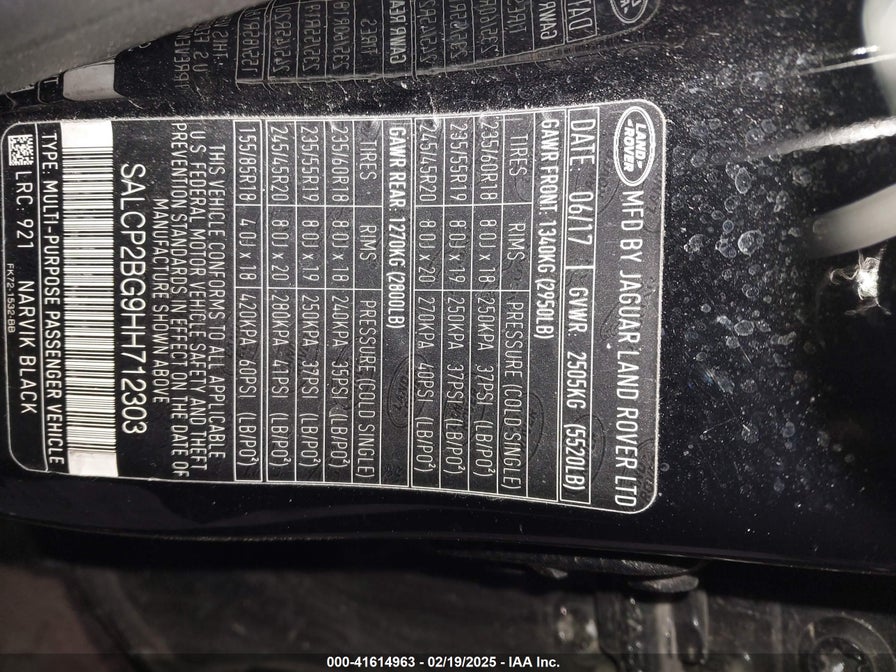 LAND-
ROVER
MFD BY JAGUAR LAND ROVER LTD
DATE: 06/17 GVWR: 2505KG (5520LB)
GAWR FRONT: 1340KG (2950LB)
TIRES RIMS PRESSURE (COLD SINGLE)
235/60R18 8.0J x 18 250KPA 37PSI (LB/PO²)
235/55R19 8.0J x 19 250KPA 37PSI (LB/PO²)
245/45R20 8.0J x 20 270KPA 40PSI (LB/PO²)
GAWR REAR: 1270KG (2800LB)
TIRES RIMS PRESSURE (COLD SINGLE)
235/60R18 8.0J x 18 240KPA 35PSI (LB/PO²)
235/55R19 8.0J x 19 250KPA 37PSI (LB/PO²)
245/45R20 8.0J x 20 280KPA 41PSI (LB/PO²)
155/85R18 4.0J x 18 420KPA 60PSI (LB/PO²)
THIS VEHICLE CONFORMS TO ALL APPLICABLE
U.S. FEDERAL MOTOR VEHICLE SAFETY AND THEFT
PREVENTION STANDARDS IN EFFECT ON THE DATE OF
MANUFACTURE SHOWN ABOVE
SALCP2BG9HH712303
TYPE: MULTI-PURPOSE PASSENGER VEHICLE
LRC: 921 NARVIK BLACK
FK72-1532-BB
000-41614963 - 02/19/2025 - IAA Inc.